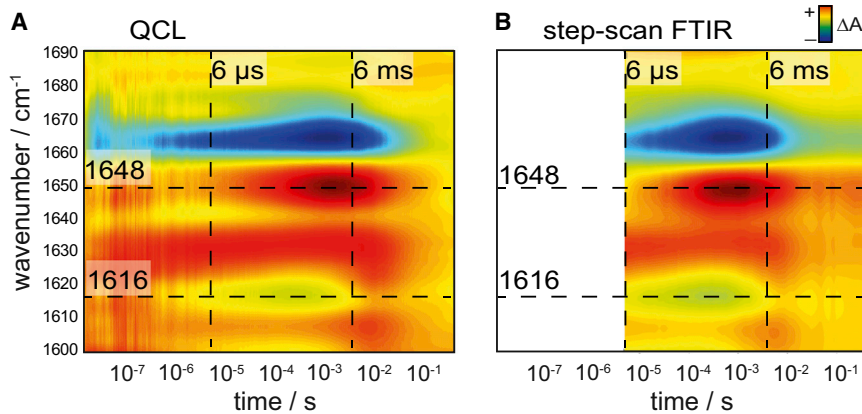 A
QCL
wavenumber / cm⁻¹
1690
1680
1670
1660
1650
1640
1630
1620
1610
1600
6 µs
6 ms
1648
1616
10⁻⁷
10⁻⁶
10⁻⁵
10⁻⁴
10⁻³
10⁻²
10⁻¹
time / s
B
step-scan FTIR
+
−
ΔA
6 µs
6 ms
1648
1616
10⁻⁷
10⁻⁶
10⁻⁵
10⁻⁴
10⁻³
10⁻²
10⁻¹
time / s